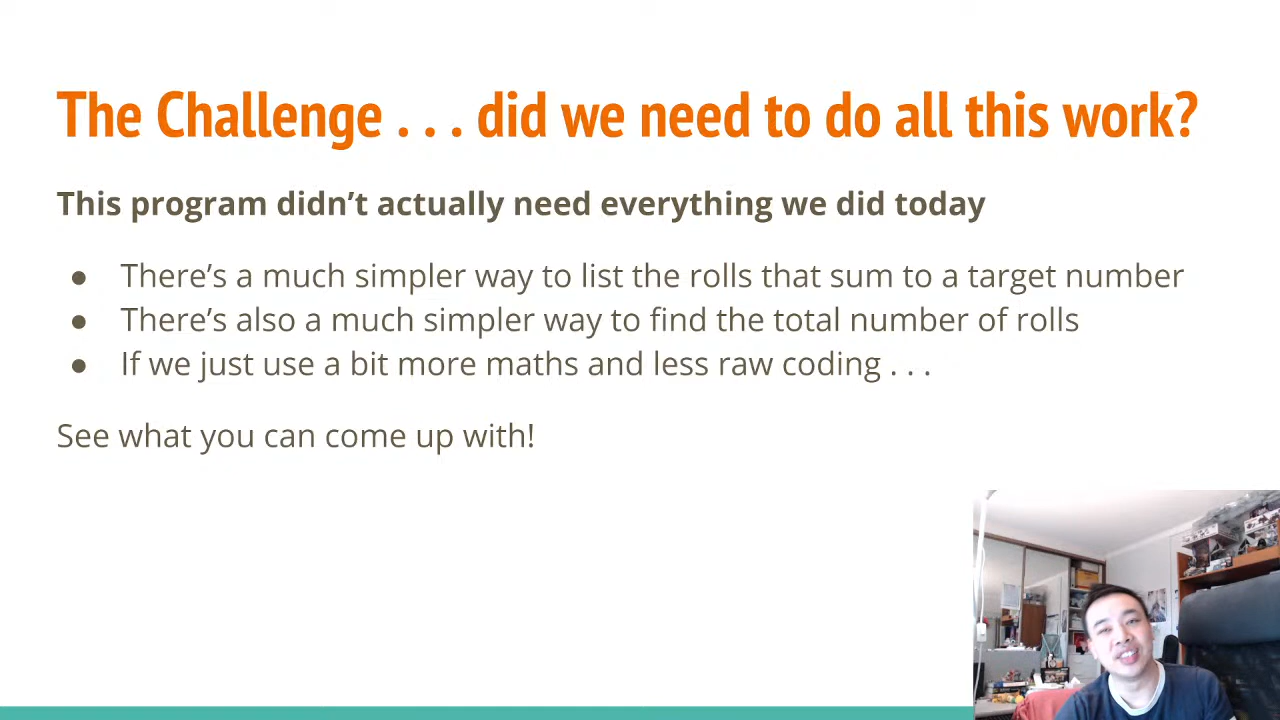 The Challenge . . . did we need to do all this work?
This program didn’t actually need everything we did today
● There’s a much simpler way to list the rolls that sum to a target number
● There’s also a much simpler way to find the total number of rolls
● If we just use a bit more maths and less raw coding . . .
See what you can come up with!